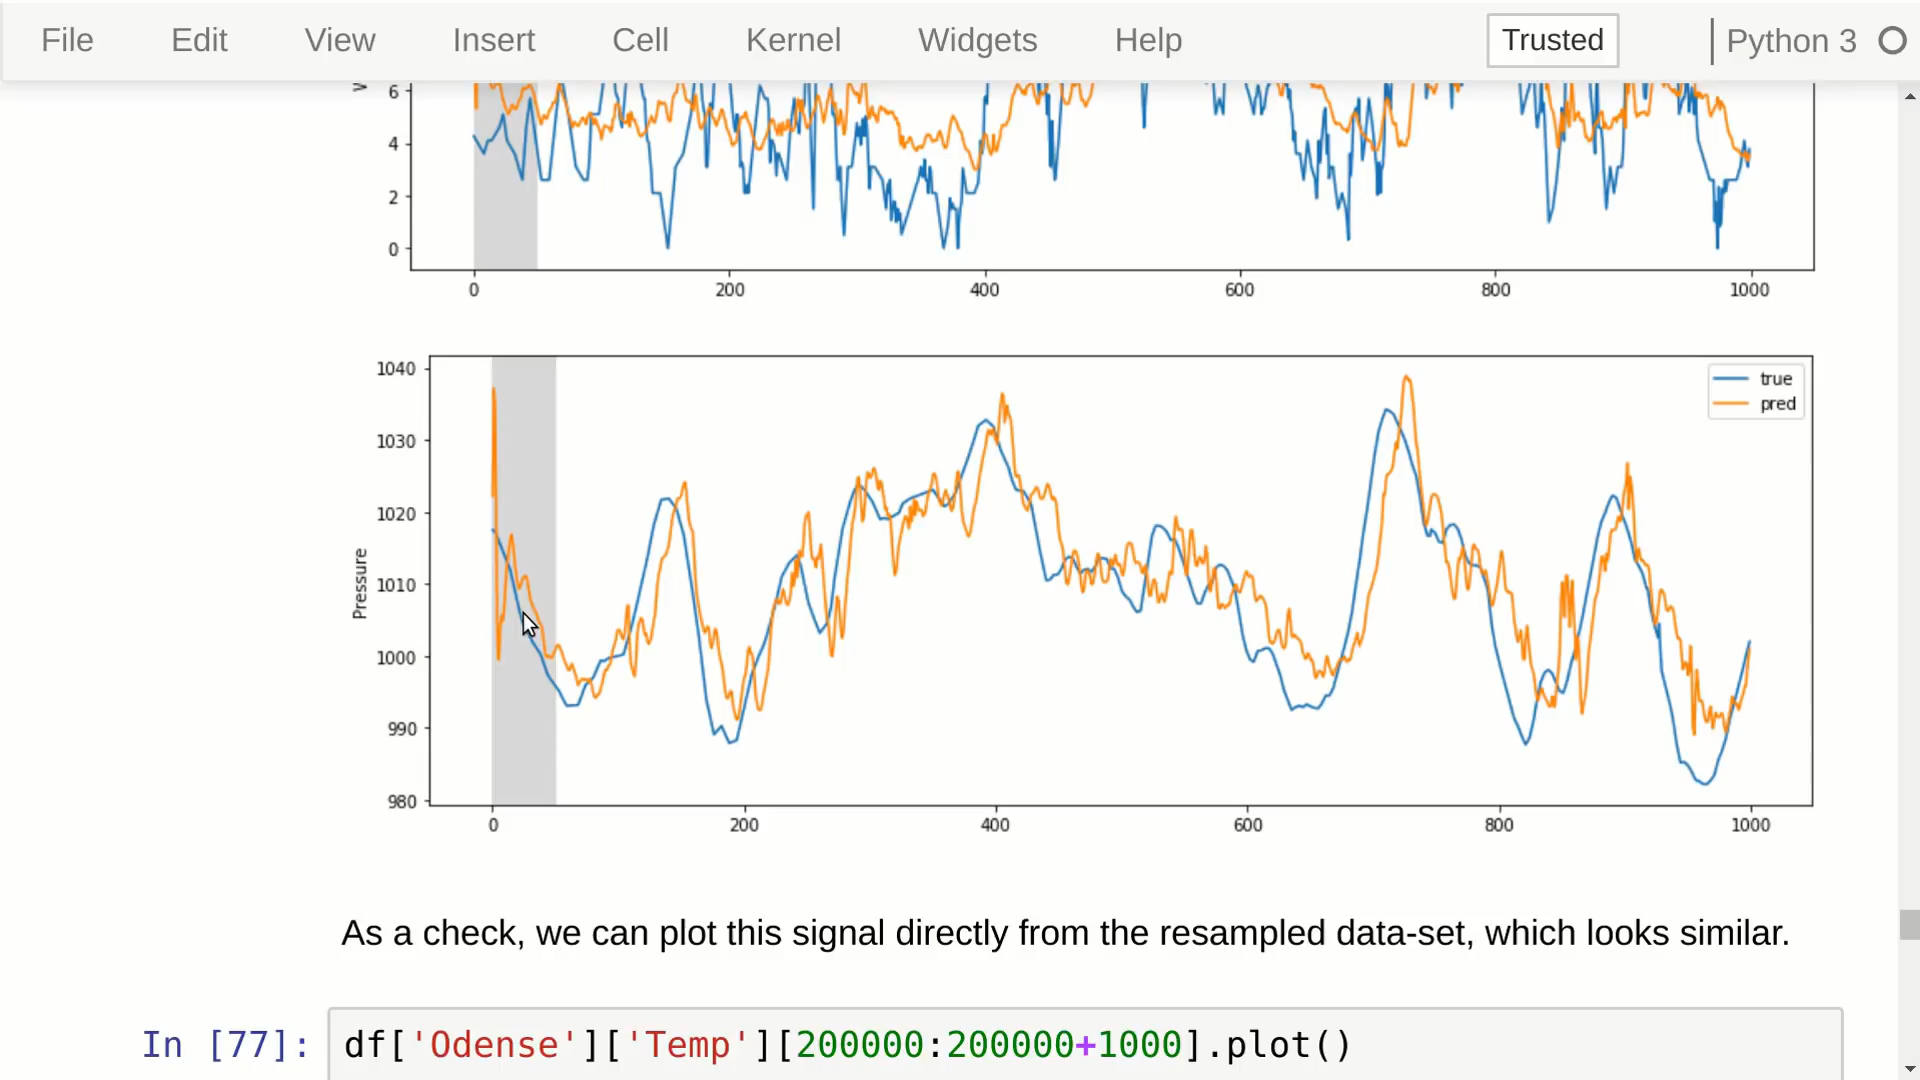 File Edit View Insert Cell Kernel Widgets Help Trusted Python 3
6
4
2
0
0 200 400 600 800 1000
1040
1030
1020
1010
1000
990
980
Pressure
true
pred
0 200 400 600 800 1000
As a check, we can plot this signal directly from the resampled data-set, which looks similar.
In [77]: df['Odense']['Temp'][200000:200000+1000].plot()